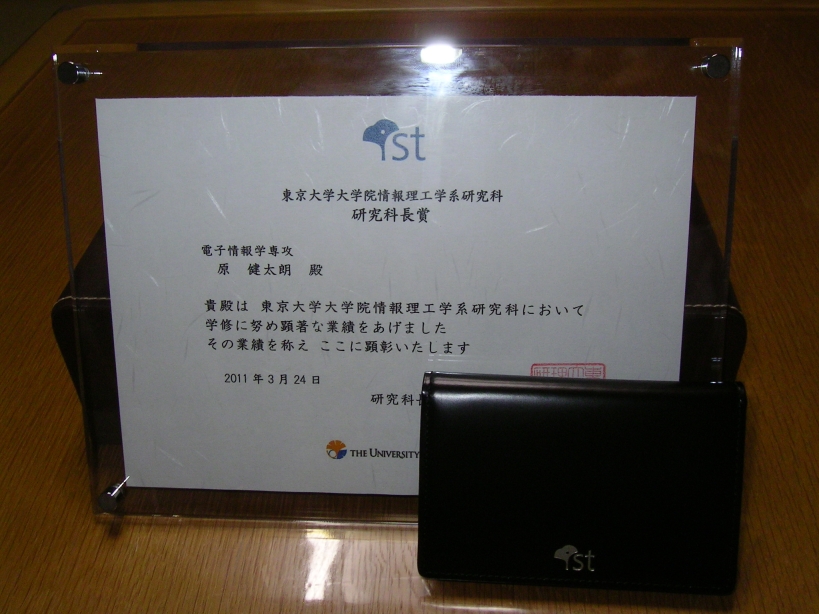 ist
東京大学大学院情報理工学系研究科
研究科長賞
電子情報学専攻
原　健太朗　殿
貴殿は 東京大学大学院情報理工学系研究科において
学修に努め顕著な業績をあげました
その業績を称え ここに顕彰いたします
2011 年 3 月 24 日
研究科長
THE UNIVERSITY
ist